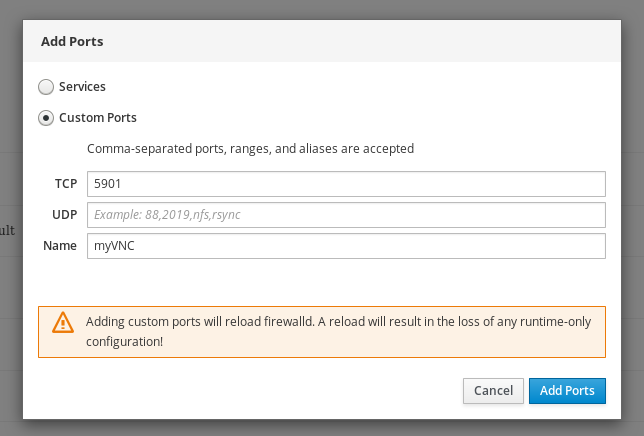 Add Ports
Services
Custom Ports
Comma-separated ports, ranges, and aliases are accepted
TCP 5901
ult
UDP Example: 88,2019,nfs,rsync
Name myVNC
Adding custom ports will reload firewalld. A reload will result in the loss of any runtime-only
configuration!
Cancel Add Ports